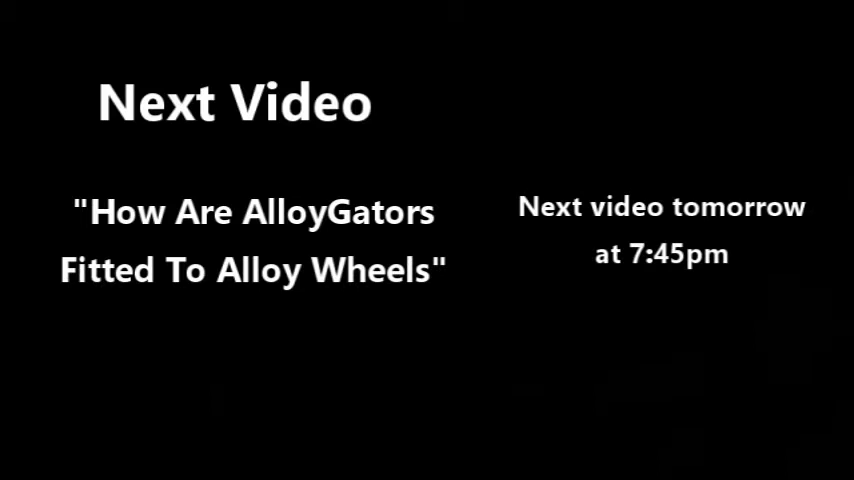 Next Video
"How Are AlloyGators
Fitted To Alloy Wheels"
Next video tomorrow
at 7:45pm